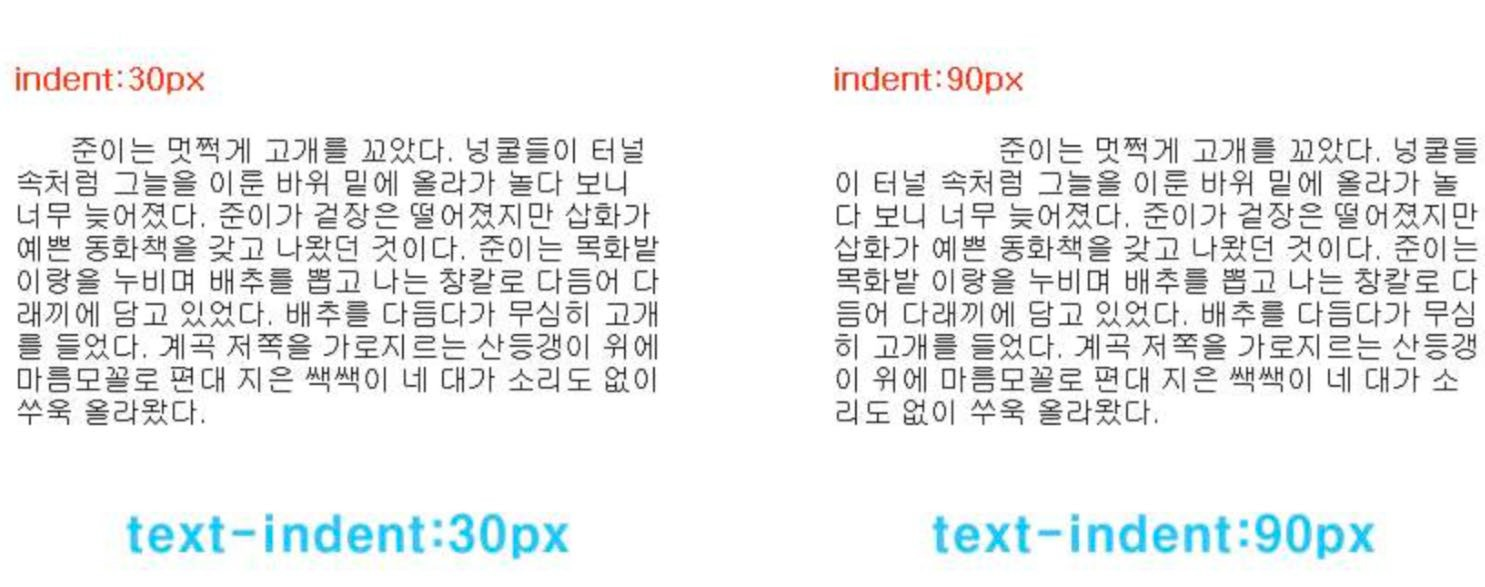 indent:30px
준이는 멋쩍게 고개를 꼬았다. 넝쿨들이 터널
속처럼 그늘을 이룬 바위 밑에 올라가 놀다 보니
너무 늦어졌다. 준이가 겉장은 떨어졌지만 삽화가
예쁜 동화책을 갖고 나왔던 것이다. 준이는 목화밭
이랑을 누비며 배추를 뽑고 나는 창칼로 다듬어 다
래끼에 담고 있었다. 배추를 다듬다가 무심히 고개
를 들었다. 계곡 저쪽을 가로지르는 산등갱이 위에
마름모꼴로 편대 지은 쌕쌕이 네 대가 소리도 없이
쑤욱 올라왔다.
text-indent:30px
indent:90px
준이는 멋쩍게 고개를 꼬았다. 넝쿨들
이 터널 속처럼 그늘을 이룬 바위 밑에 올라가 놀
다 보니 너무 늦어졌다. 준이가 겉장은 떨어졌지만
삽화가 예쁜 동화책을 갖고 나왔던 것이다. 준이는
목화밭 이랑을 누비며 배추를 뽑고 나는 창칼로 다
듬어 다래끼에 담고 있었다. 배추를 다듬다가 무심
히 고개를 들었다. 계곡 저쪽을 가로지르는 산등갱
이 위에 마름모꼴로 편대 지은 쌕쌕이 네 대가 소
리도 없이 쑤욱 올라왔다.
text-indent:90px